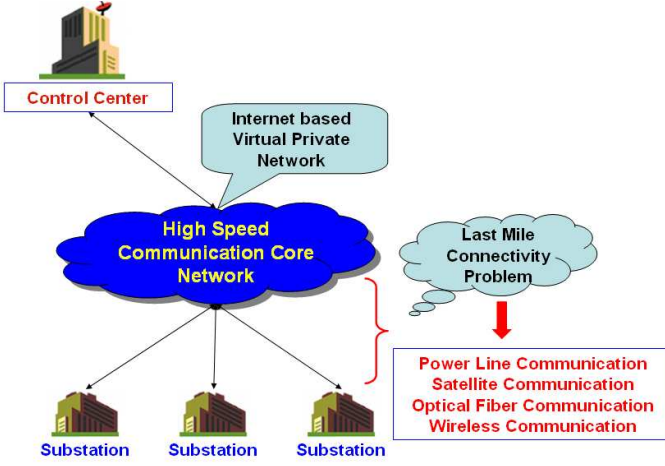 Control Center
Internet based
Virtual Private
Network
High Speed
Communication Core
Network
Last Mile
Connectivity
Problem
Power Line Communication
Satellite Communication
Optical Fiber Communication
Wireless Communication
Substation
Substation
Substation